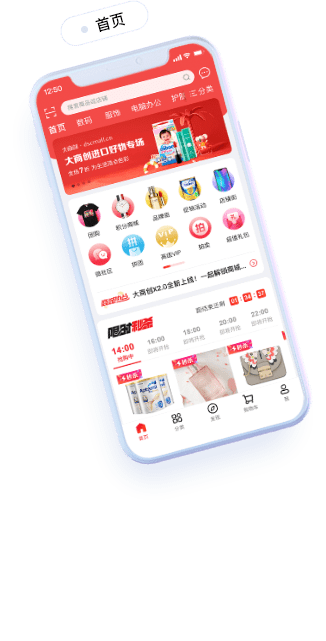 首页
12:50
搜索商品或店铺
首页 数码 服饰 电脑办公 护肤 三 分类
大商创 · dscmall.cn
大商创进口好物专场
全场7折 为生活混合色彩
团购 积分商城 品牌街 促销活动 店铺街
微社区 拼团 高级VIP 拍卖 超值礼包
大商创X2.0全新上线！一起解锁商城...
限时秒杀
距结束还剩 01 : 34 : 37
14:00 16:00 18:00 20:00 22:00
抢购中 即将开抢 即将开抢 即将开抢 即将开抢
秒杀 秒杀 秒杀
首页 分类 发现 购物车 我